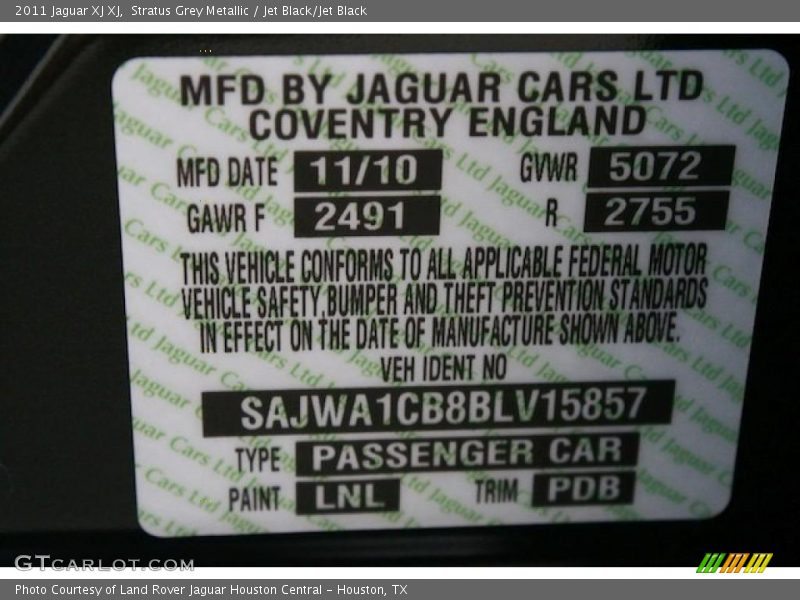 2011 Jaguar XJ XJ, Stratus Grey Metallic / Jet Black/Jet Black
MFD BY JAGUAR CARS LTD
COVENTRY ENGLAND
MFD DATE 11/10 GVWR 5072
GAWR F 2491 R 2755
THIS VEHICLE CONFORMS TO ALL APPLICABLE FEDERAL MOTOR
VEHICLE SAFETY,BUMPER AND THEFT PREVENTION STANDARDS
IN EFFECT ON THE DATE OF MANUFACTURE SHOWN ABOVE.
VEH IDENT NO
SAJWA1CB8BLV15857
TYPE PASSENGER CAR
PAINT LNL TRIM PDB
GTCARLOT.COM
Photo Courtesy of Land Rover Jaguar Houston Central - Houston, TX